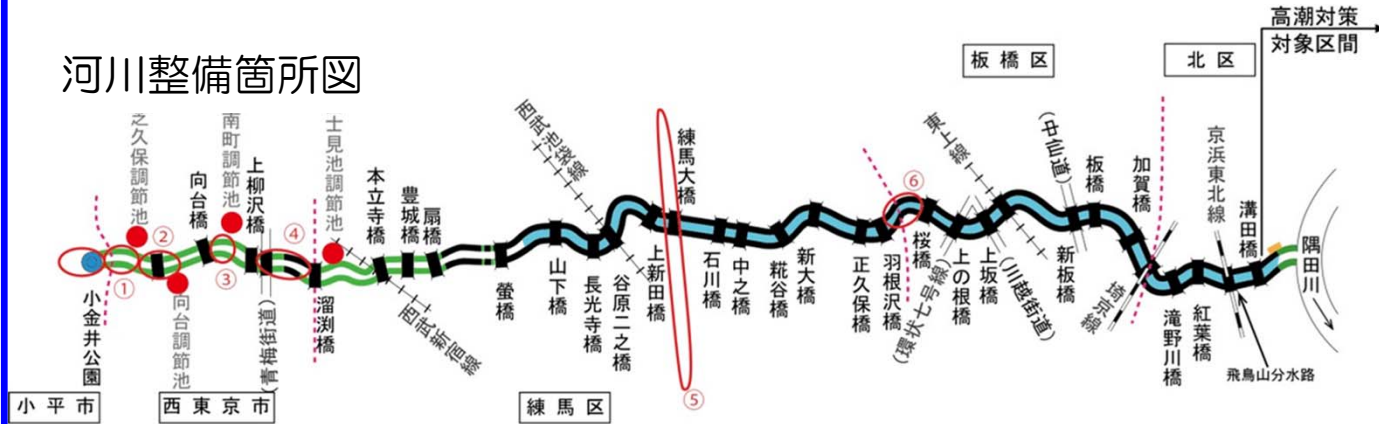 河川整備箇所図
高潮対策
対象区間
板橋区
北区
小平市
西東京市
練馬区
小金井公園
①
之久保調節池
②
向台調節池
向台橋
南町調節池
③
上柳沢橋
(青梅街道)
④
溜渕橋
士見池調節池
本立寺橋
西武新宿線
豊城橋
扇橋
螢橋
山下橋
西武池袋線
長光寺橋
谷原二之橋
上新田橋
練馬大橋
⑤
石川橋
中之橋
糀谷橋
新大橋
正久保橋
羽根沢橋
⑥
桜橋
(環状七号線)
上の根橋
東上線
上坂橋
(川越街道)
新板橋
(中仙道)
板橋
加賀橋
埼京線
滝野川橋
紅葉橋
京浜東北線
飛鳥山分水路
溝田橋
隅田川